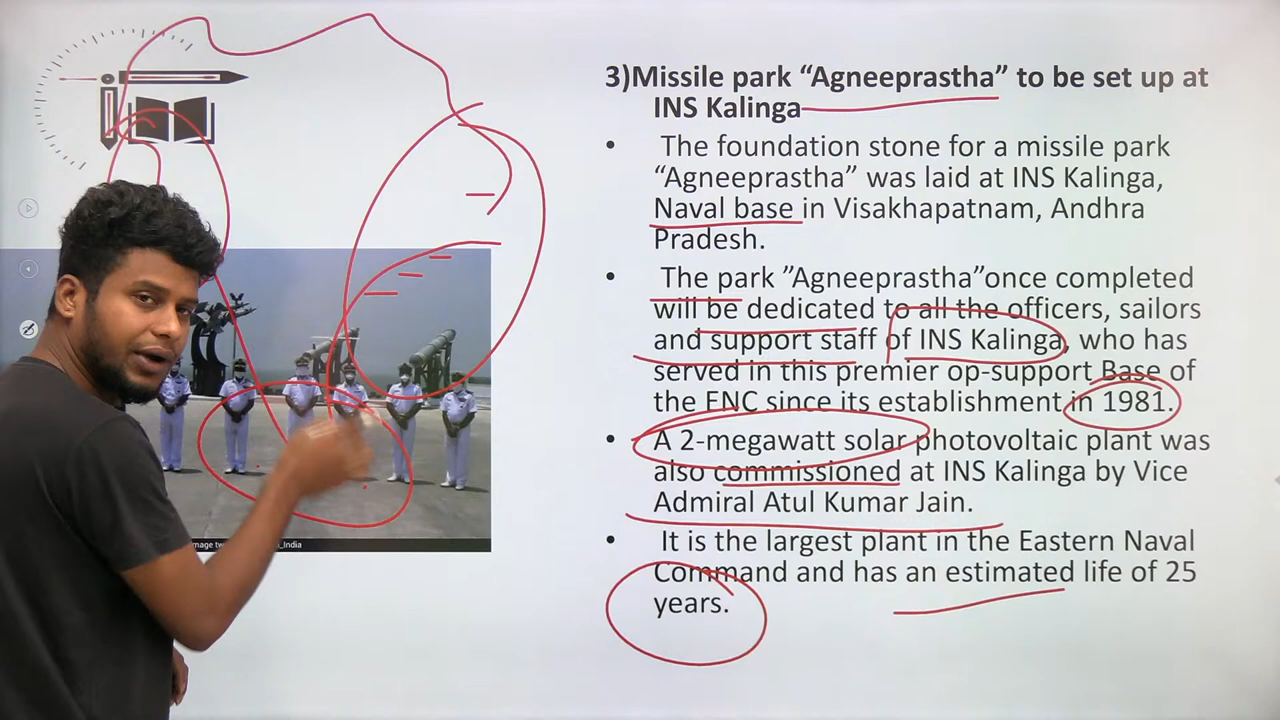 3)Missile park “Agneeprastha” to be set up at
INS Kalinga
• The foundation stone for a missile park
“Agneeprastha” was laid at INS Kalinga,
Naval base in Visakhapatnam, Andhra
Pradesh.
• The park ”Agneeprastha”once completed
will be dedicated to all the officers, sailors
and support staff of INS Kalinga, who has
served in this premier op-support Base of
the ENC since its establishment in 1981.
• A 2-megawatt solar photovoltaic plant was
also commissioned at INS Kalinga by Vice
Admiral Atul Kumar Jain.
• It is the largest plant in the Eastern Naval
Command and has an estimated life of 25
years.
_India